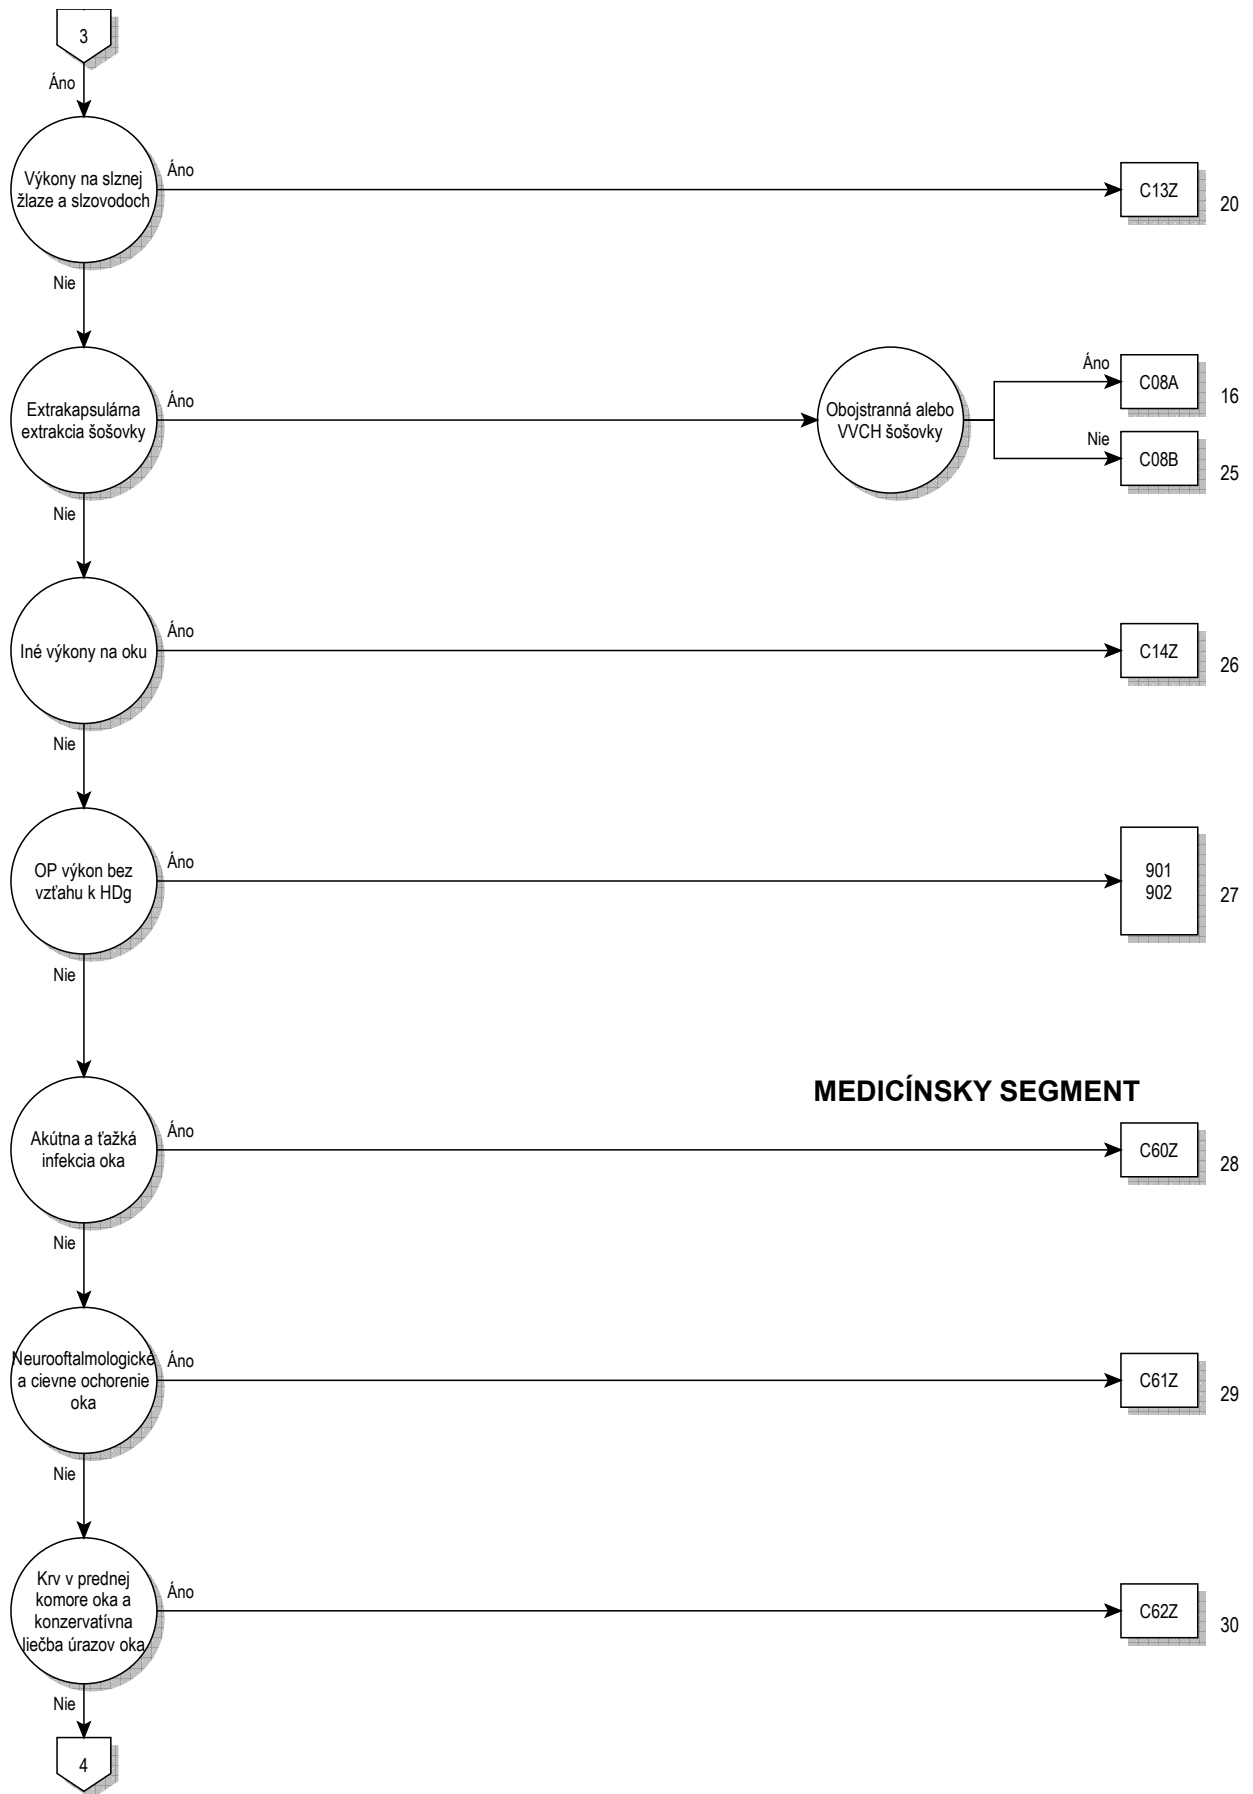 3
Áno
Výkony na slznej
žlaze a slzovodoch
Áno
C13Z
20
Nie
Extrakapsulárna
extrakcia šošovky
Áno
Obojstranná alebo
VVCH šošovky
Áno
C08A
16
Nie
C08B
25
Nie
Iné výkony na oku
Áno
C14Z
26
Nie
OP výkon bez
vzťahu k HDg
Áno
901
902
27
Nie
MEDICÍNSKY SEGMENT
Akútna a ťažká
infekcia oka
Áno
C60Z
28
Nie
Neurooftalmologické
a cievne ochorenie
oka
Áno
C61Z
29
Nie
Krv v prednej
komore oka a
konzervatívna
liečba úrazov oka
Áno
C62Z
30
Nie
4